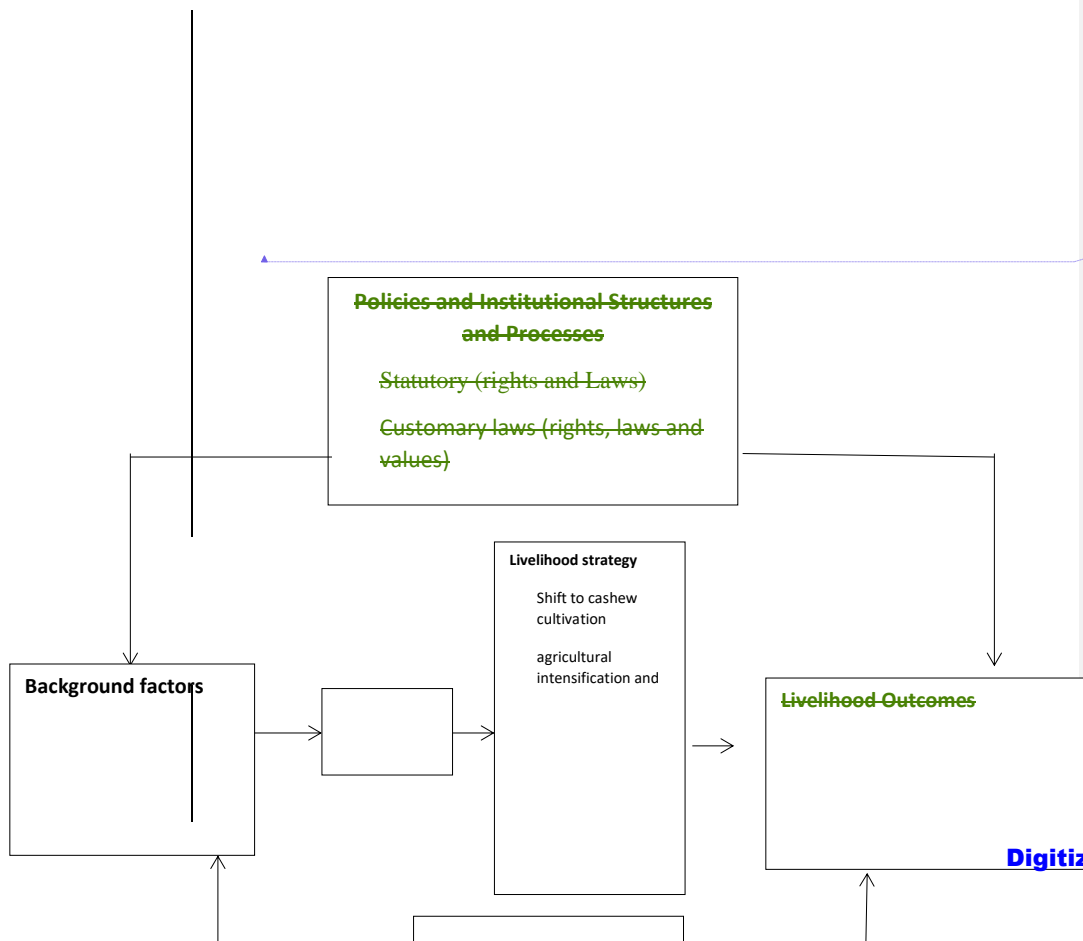 Policies and Institutional Structures
and Processes
Statutory (rights and Laws)
Customary laws (rights, laws and
values)
Livelihood strategy
Shift to cashew
cultivation
agricultural
intensification and
Background factors
Livelihood Outcomes
Digitiz